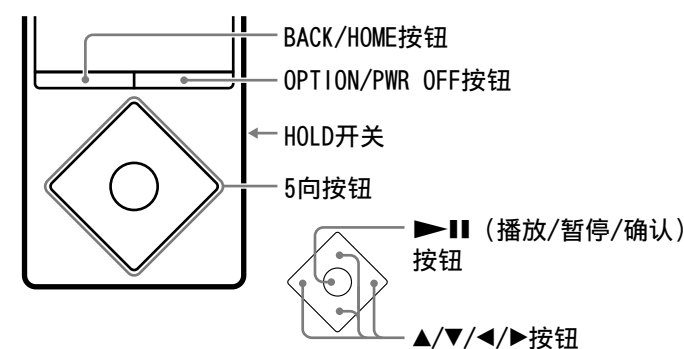 BACK/HOME按钮
OPTION/PWR OFF按钮
HOLD开关
5向按钮
▶▮▮（播放/暂停/确认）
按钮
▲/▼/◀/▶按钮